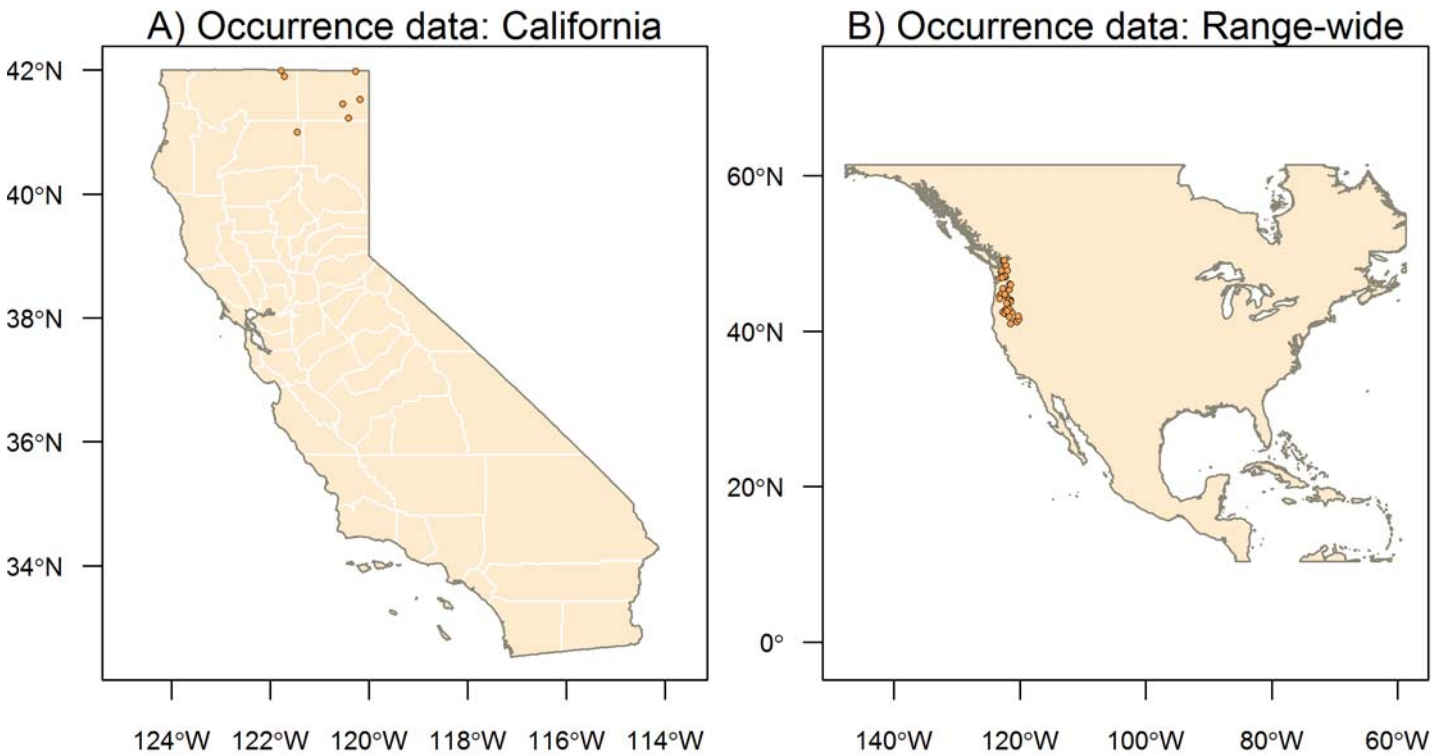 A) Occurrence data: California
42°N
40°N
38°N
36°N
34°N
124°W 122°W 120°W 118°W 116°W 114°W
B) Occurrence data: Range-wide
60°N
40°N
20°N
0°
140°W 120°W 100°W 80°W 60°W